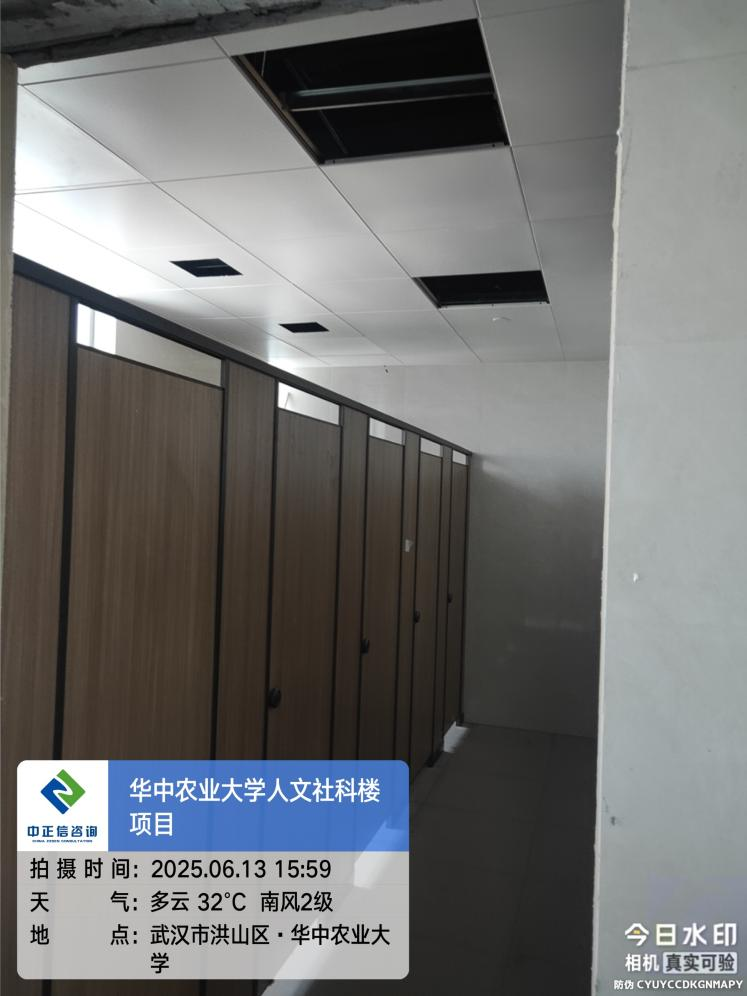 中正信咨询
CHINA ZEGEN CONSULTATION
华中农业大学人文社科楼
项目
拍摄时间：2025.06.13 15:59
天气：多云 32℃ 南风2级
地点：武汉市洪山区·华中农业大
学
今日水印
相机真实可验
防伪 CYUYCCDKGNMAPY